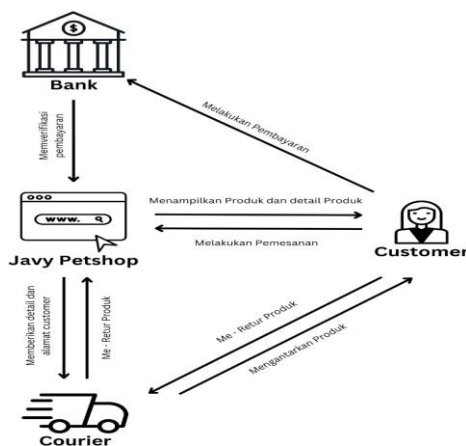 $
Bank
Melakukan Pembayaran
Memverifikasi
pembayaran
www.
Javy Petshop
Menampilkan Produk dan detail Produk
Melakukan Pemesanan
Customer
Memberikan detail dan
alamat customer
Me - Retur Produk
Me - Retur Produk
Mengantarkan Produk
Courier